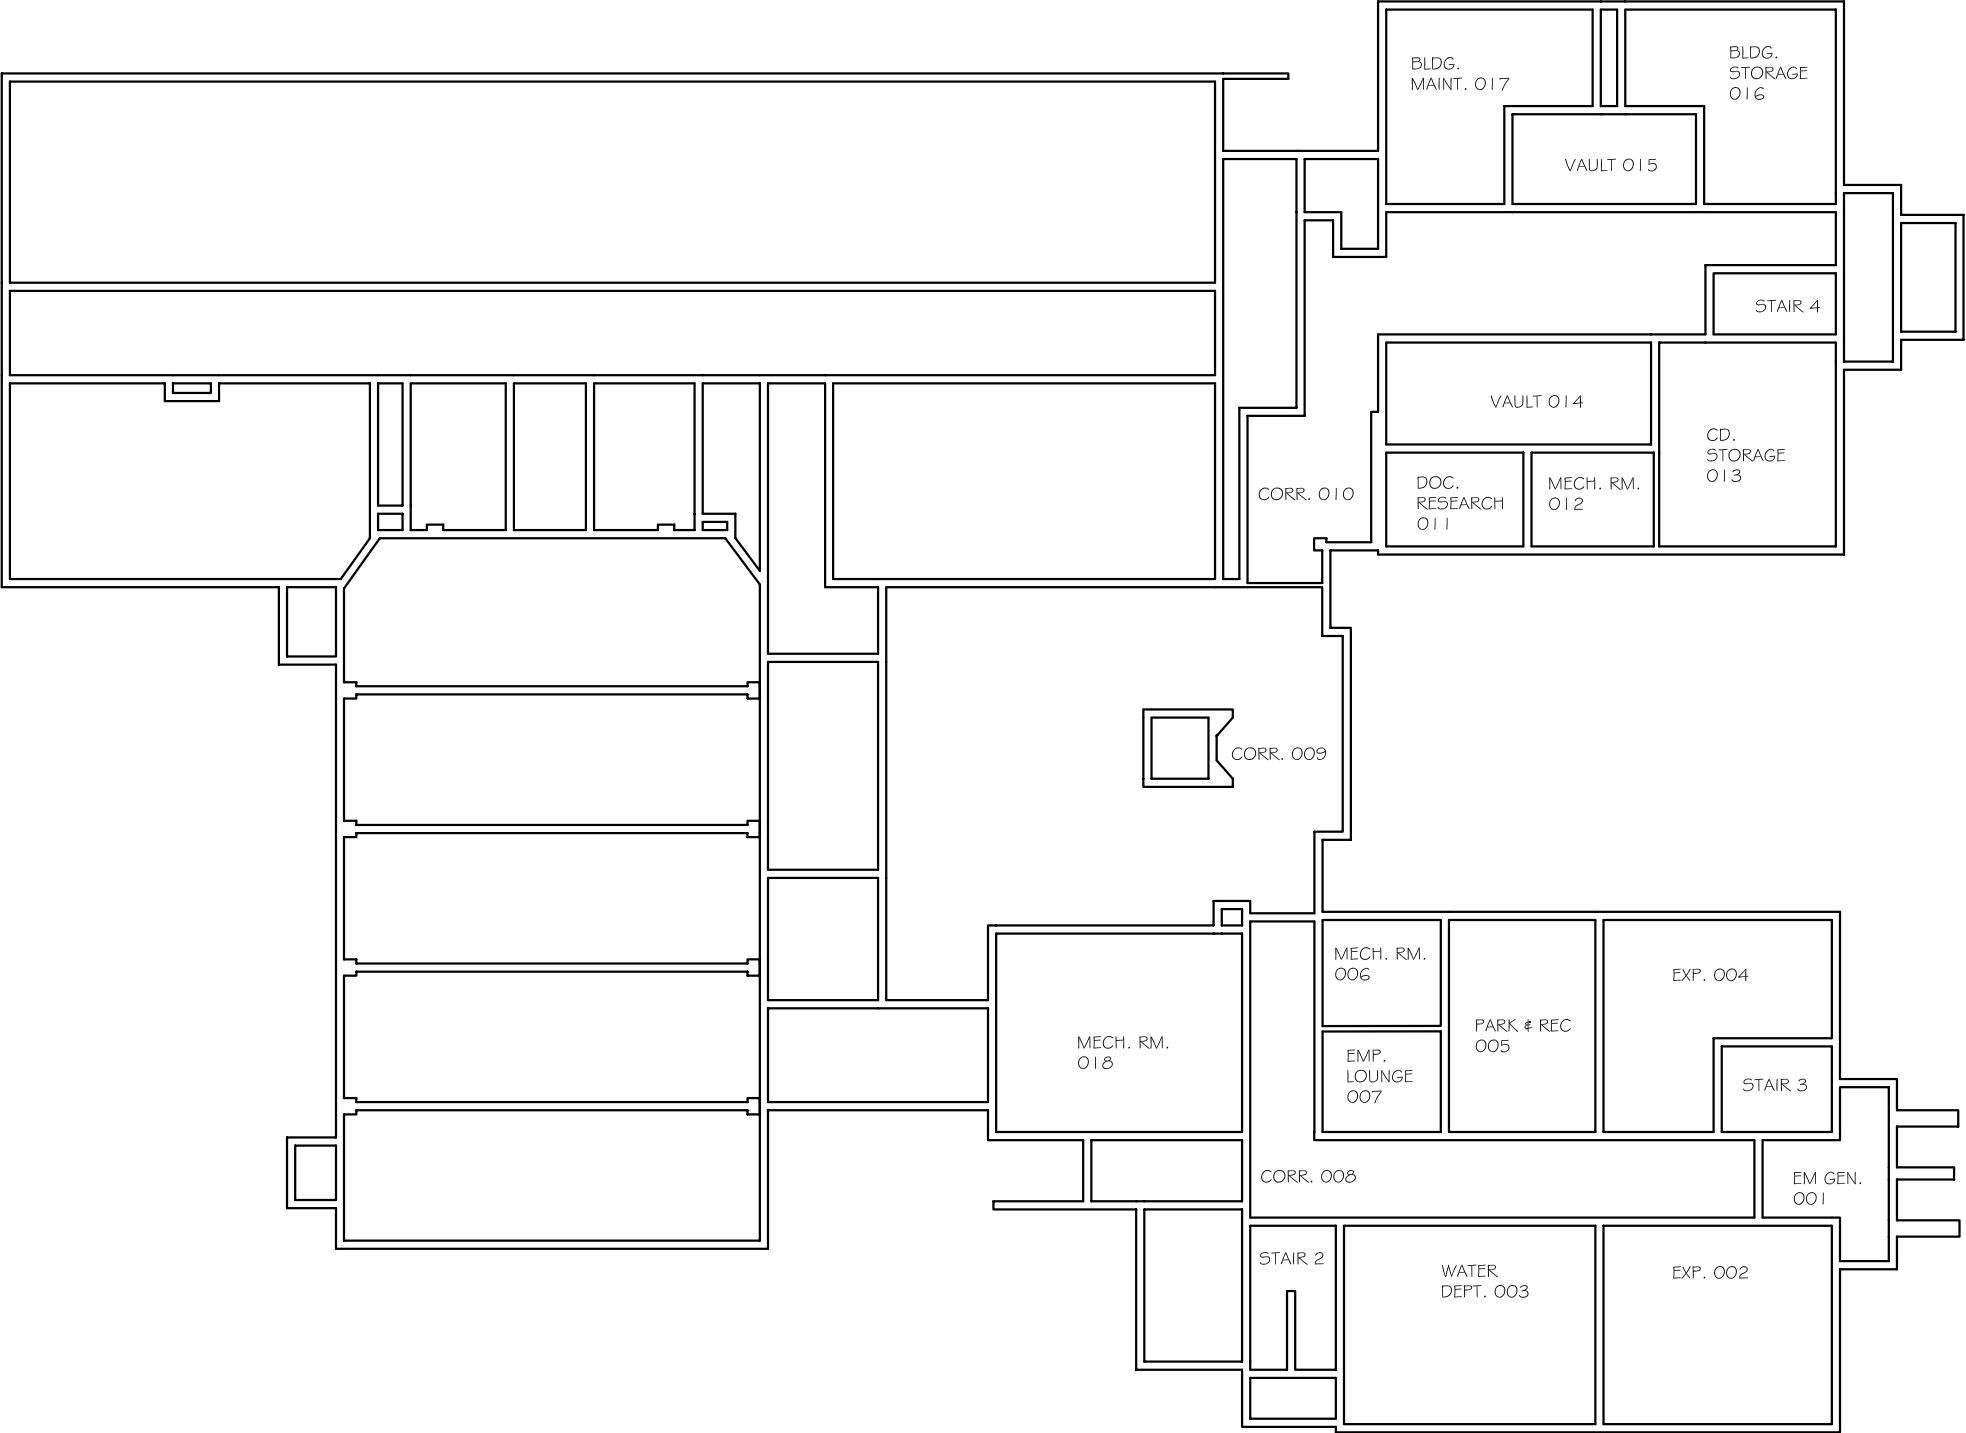 BLDG.
MAINT. 017
BLDG.
STORAGE
016
VAULT 015
STAIR 4
VAULT 014
CD.
STORAGE
013
DOC.
RESEARCH
011
MECH. RM.
012
CORR. 010
CORR. 009
MECH. RM.
006
EXP. 004
PARK & REC
005
MECH. RM.
018
EMP.
LOUNGE
007
STAIR 3
CORR. 008
EM GEN.
001
STAIR 2
WATER
DEPT. 003
EXP. 002